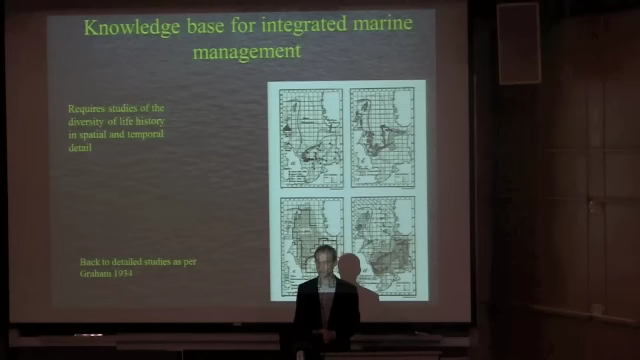 Knowledge base for integrated marine
management
Requires studies of the
diversity of life history
in spatial and temporal
detail
Back to detailed studies as per
Graham 1934